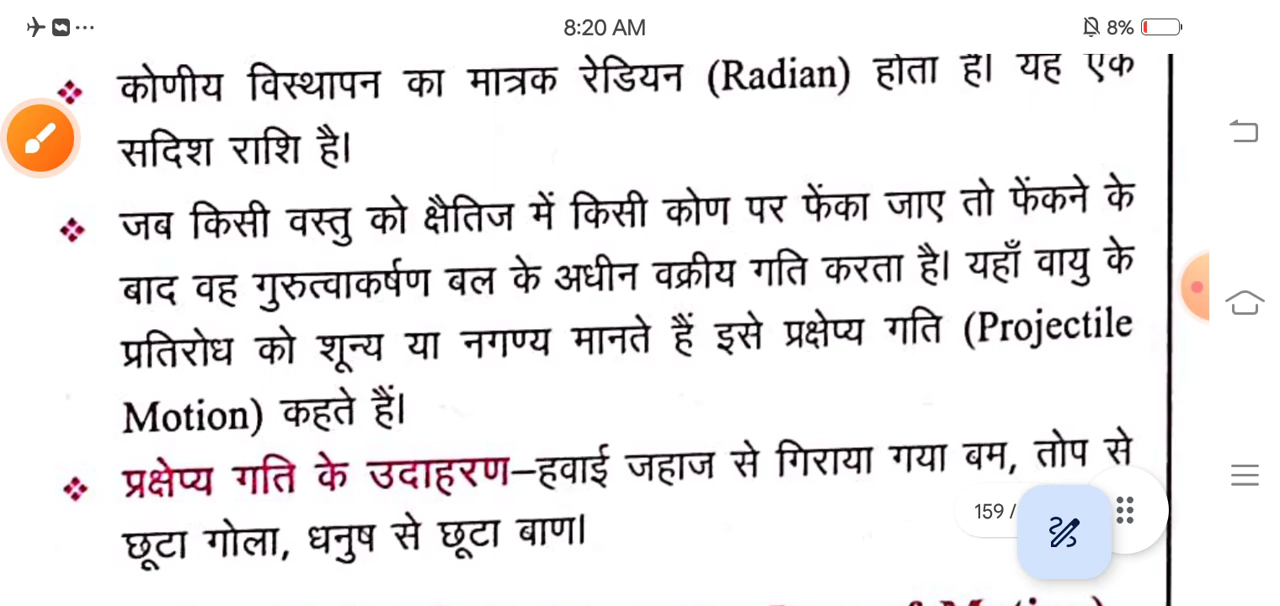 8:20 AM
8%
कोणीय विस्थापन का मात्रक रेडियन (Radian) होता है। यह एक
सदिश राशि है।
जब किसी वस्तु को क्षैतिज में किसी कोण पर फेंका जाए तो फेंकने के
बाद वह गुरुत्वाकर्षण बल के अधीन वक्रीय गति करता है। यहाँ वायु के
प्रतिरोध को शून्य या नगण्य मानते हैं इसे प्रक्षेप्य गति (Projectile
Motion) कहते हैं।
प्रक्षेप्य गति के उदाहरण–हवाई जहाज से गिराया गया बम, तोप से
छूटा गोला, धनुष से छूटा बाण।
159 /